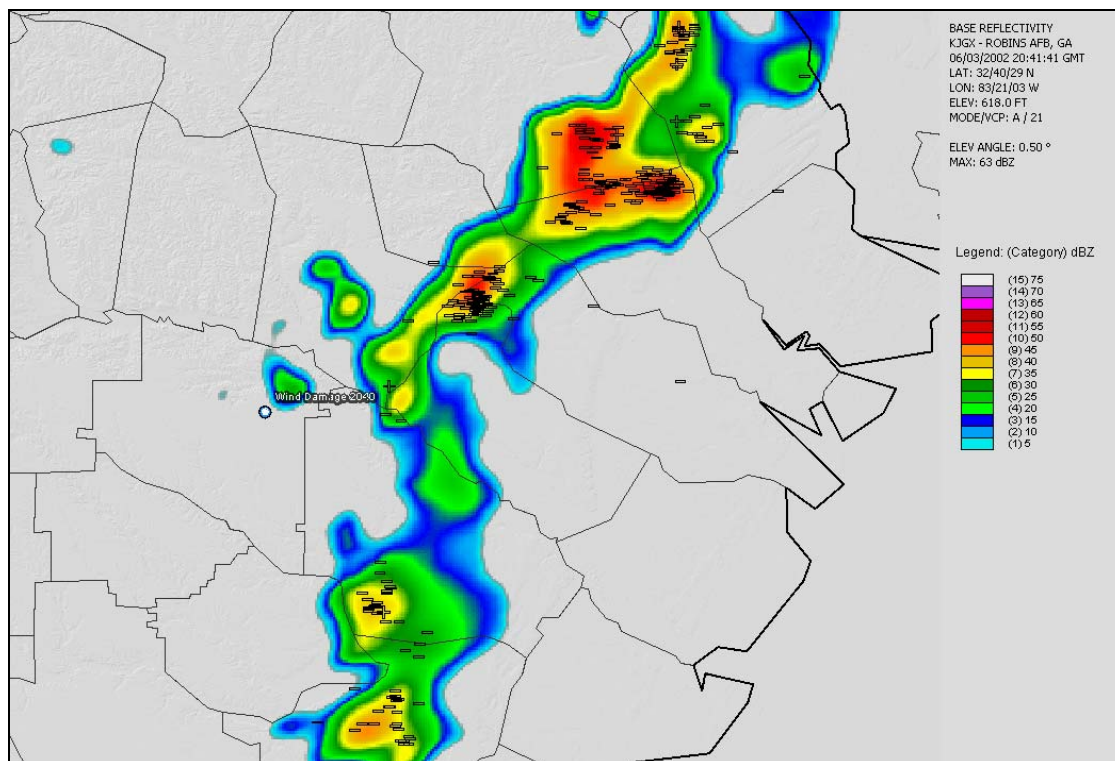 BASE REFLECTIVITY
KJGX - ROBINS AFB, GA
06/03/2002 20:41:41 GMT
LAT: 32/40/29 N
LON: 83/21/03 W
ELEV: 618.0 FT
MODE/VCP: A / 21
ELEV ANGLE: 0.50 °
MAX: 63 dBZ
Legend: (Category) dBZ
(15) 75
(14) 70
(13) 65
(12) 60
(11) 55
(10) 50
(9) 45
(8) 40
(7) 35
(6) 30
(5) 25
(4) 20
(3) 15
(2) 10
(1) 5
Wind Damage 2040